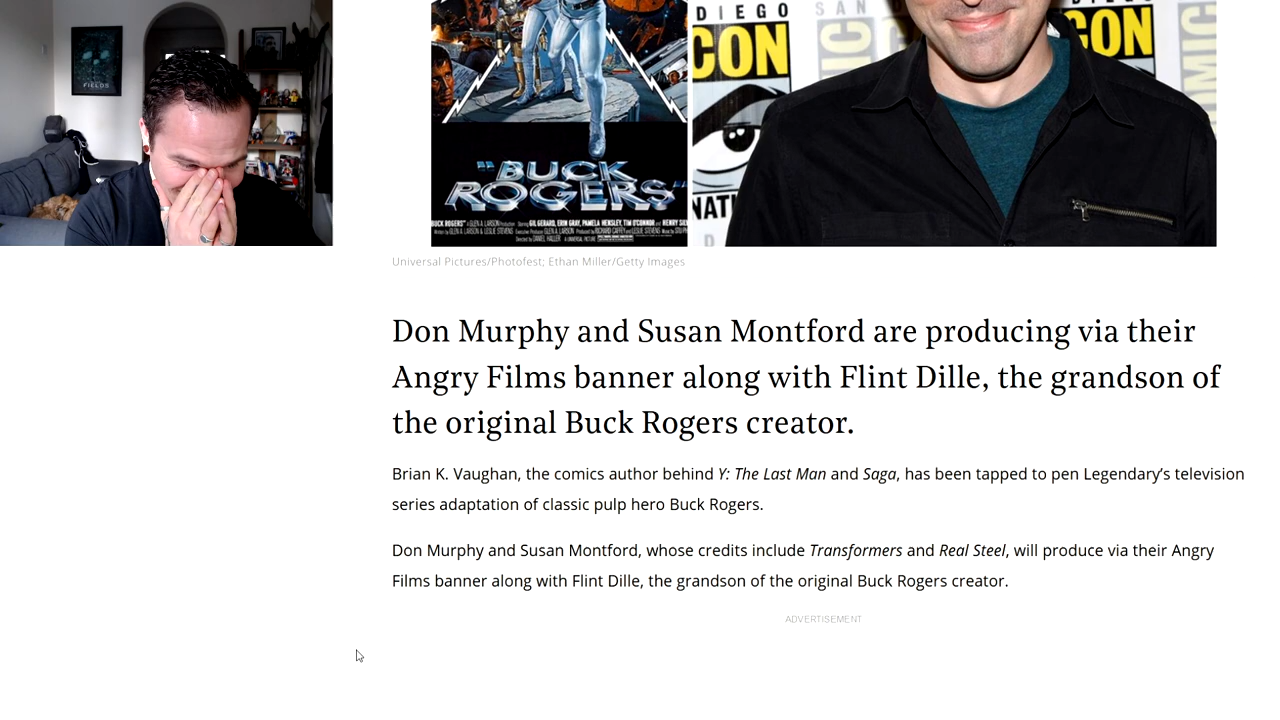 FIELDS
DIEGO
SAN
DIEGO
CON
CON
COMIC
"BUCK
ROGERS"
Universal Pictures/Photofest; Ethan Miller/Getty Images
Don Murphy and Susan Montford are producing via their
Angry Films banner along with Flint Dille, the grandson of
the original Buck Rogers creator.
Brian K. Vaughan, the comics author behind Y: The Last Man and Saga, has been tapped to pen Legendary’s television
series adaptation of classic pulp hero Buck Rogers.
Don Murphy and Susan Montford, whose credits include Transformers and Real Steel, will produce via their Angry
Films banner along with Flint Dille, the grandson of the original Buck Rogers creator.
ADVERTISEMENT